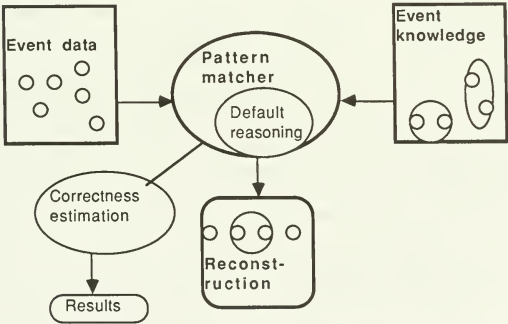 Event data
Pattern
matcher
Default
reasoning
Event
knowledge
Correctness
estimation
Reconst-
ruction
Results